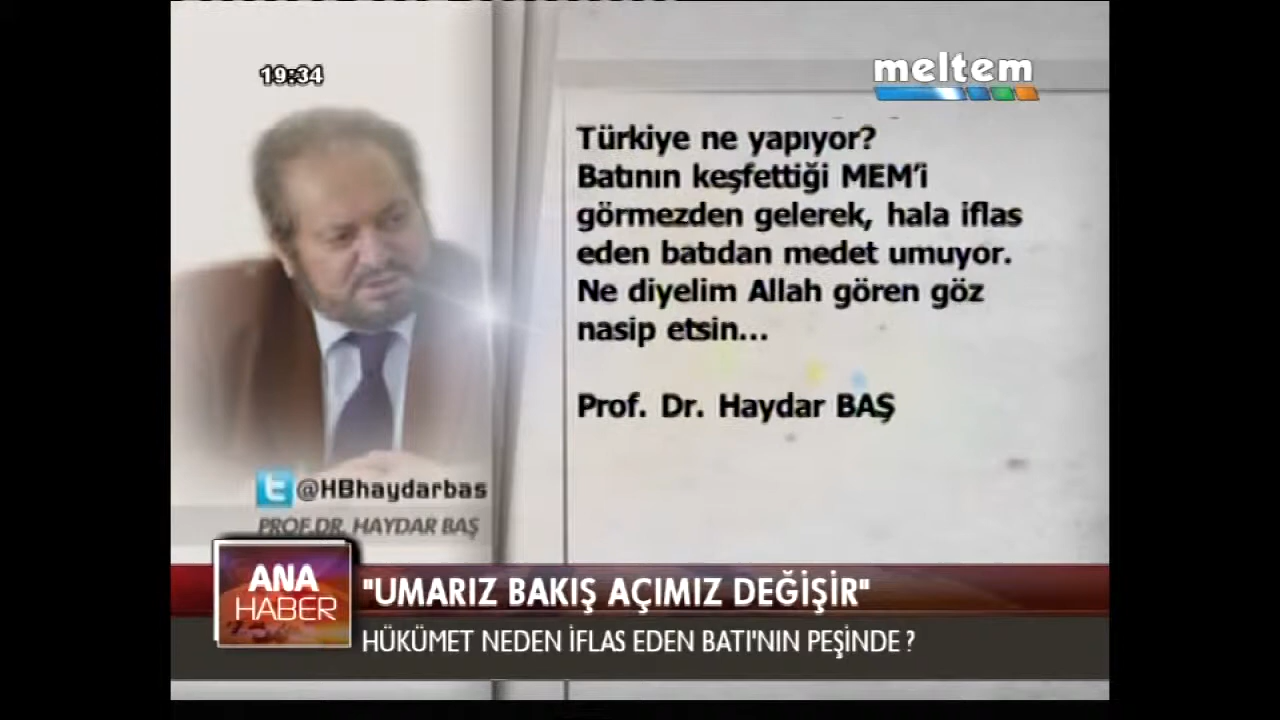 19:34
meltem
Türkiye ne yapıyor?
Batının keşfettiği MEM'i
görmezden gelerek, hala iflas
eden batıdan medet umuyor.
Ne diyelim Allah gören göz
nasip etsin...
Prof. Dr. Haydar BAŞ
@HBhaydarbas
PROF.DR. HAYDAR BAŞ
ANA
HABER
"UMARIZ BAKIŞ AÇIMIZ DEĞİŞİR"
HÜKÜMET NEDEN İFLAS EDEN BATI'NIN PEŞİNDE ?